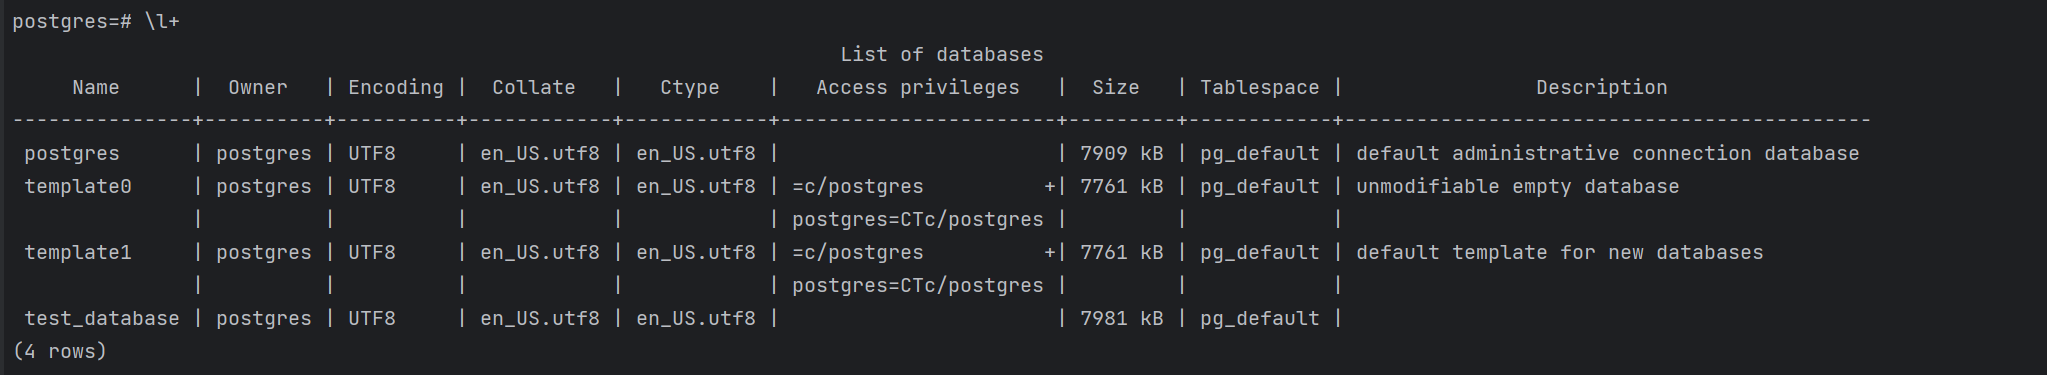 postgres=# \l+
                                                                     List of databases
     Name      |  Owner   | Encoding |  Collate   |   Ctype    |   Access privileges   |  Size   | Tablespace |                Description
---------------+----------+----------+------------+------------+-----------------------+---------+------------+--------------------------------------------
 postgres      | postgres | UTF8     | en_US.utf8 | en_US.utf8 |                       | 7909 kB | pg_default | default administrative connection database
 template0     | postgres | UTF8     | en_US.utf8 | en_US.utf8 | =c/postgres          +| 7761 kB | pg_default | unmodifiable empty database
               |          |          |            |            | postgres=CTc/postgres |         |            |
 template1     | postgres | UTF8     | en_US.utf8 | en_US.utf8 | =c/postgres          +| 7761 kB | pg_default | default template for new databases
               |          |          |            |            | postgres=CTc/postgres |         |            |
 test_database | postgres | UTF8     | en_US.utf8 | en_US.utf8 |                       | 7981 kB | pg_default |
(4 rows)